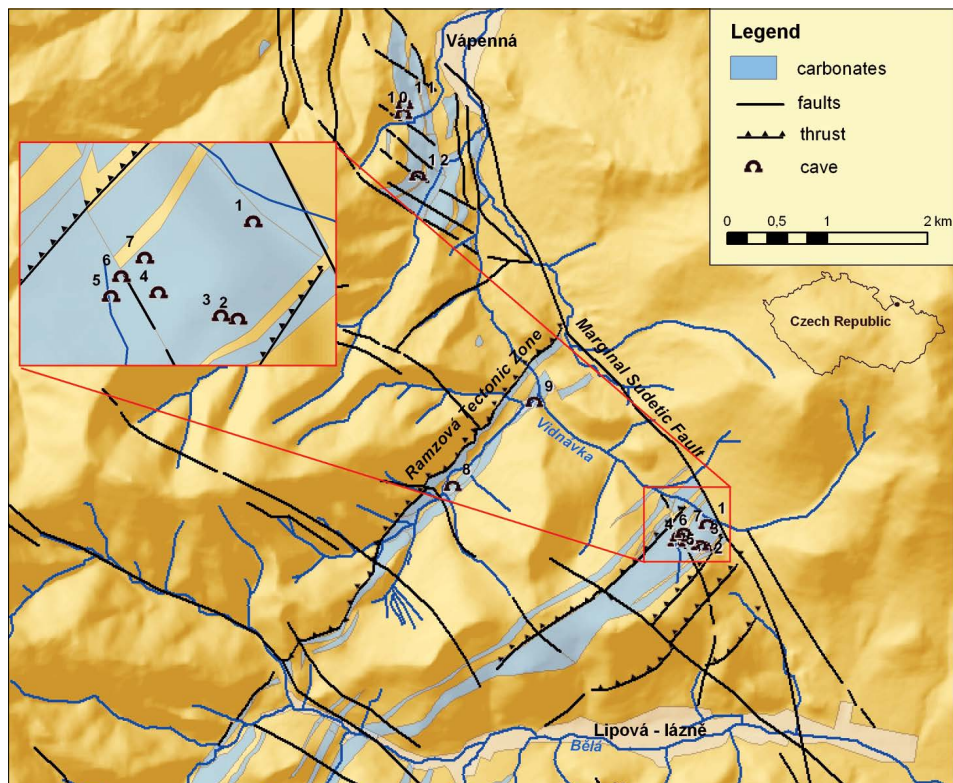 Vápenná
Legend
carbonates
faults
thrust
cave
0 0,5 1 2 km
Czech Republic
11
10
12
1
7
6
5 4
3 2
Marginal Sudetic Fault
Ramzová Tectonic Zone
9
Vidnávka
8
1
7
6
4
3
5
2
Lipová - lázně
Bělá